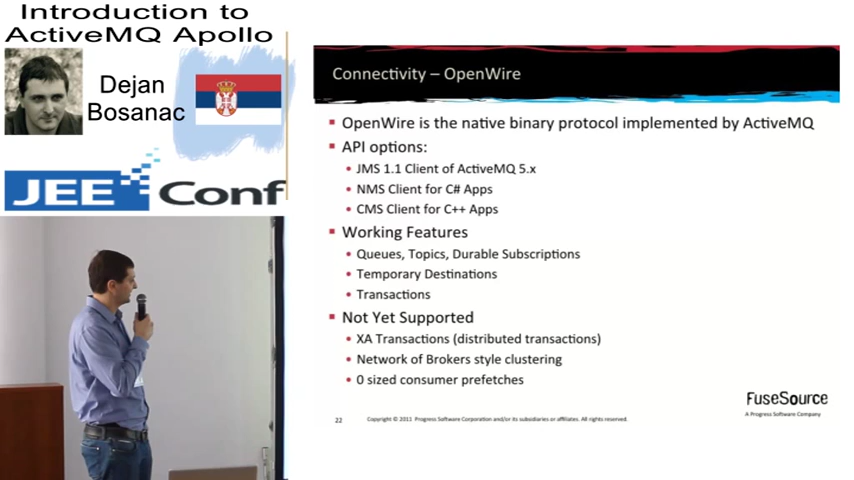 Introduction to
ActiveMQ Apollo
Dejan
Bosanac
JEE Conf
Connectivity – OpenWire
OpenWire is the native binary protocol implemented by ActiveMQ
API options:
JMS 1.1 Client of ActiveMQ 5.x
NMS Client for C# Apps
CMS Client for C++ Apps
Working Features
Queues, Topics, Durable Subscriptions
Temporary Destinations
Transactions
Not Yet Supported
XA Transactions (distributed transactions)
Network of Brokers style clustering
0 sized consumer prefetches
FuseSource
A Progress Software Company
22 Copyright © 2011 Progress Software Corporation and/or its subsidiaries or affiliates. All rights reserved.